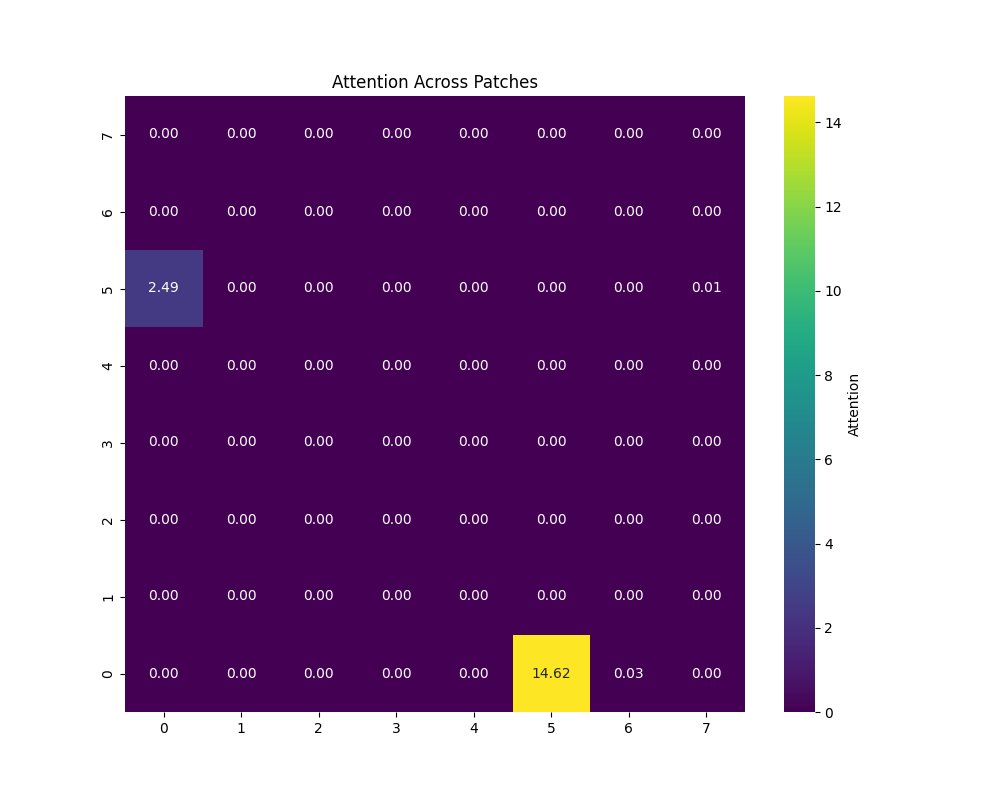 Attention Across Patches
7 0.00 0.00 0.00 0.00 0.00 0.00 0.00 0.00
6 0.00 0.00 0.00 0.00 0.00 0.00 0.00 0.00
5 2.49 0.00 0.00 0.00 0.00 0.00 0.00 0.01
4 0.00 0.00 0.00 0.00 0.00 0.00 0.00 0.00
3 0.00 0.00 0.00 0.00 0.00 0.00 0.00 0.00
2 0.00 0.00 0.00 0.00 0.00 0.00 0.00 0.00
1 0.00 0.00 0.00 0.00 0.00 0.00 0.00 0.00
0 0.00 0.00 0.00 0.00 0.00 14.62 0.03 0.00
0 1 2 3 4 5 6 7
14
12
10
8
6
4
2
0
Attention